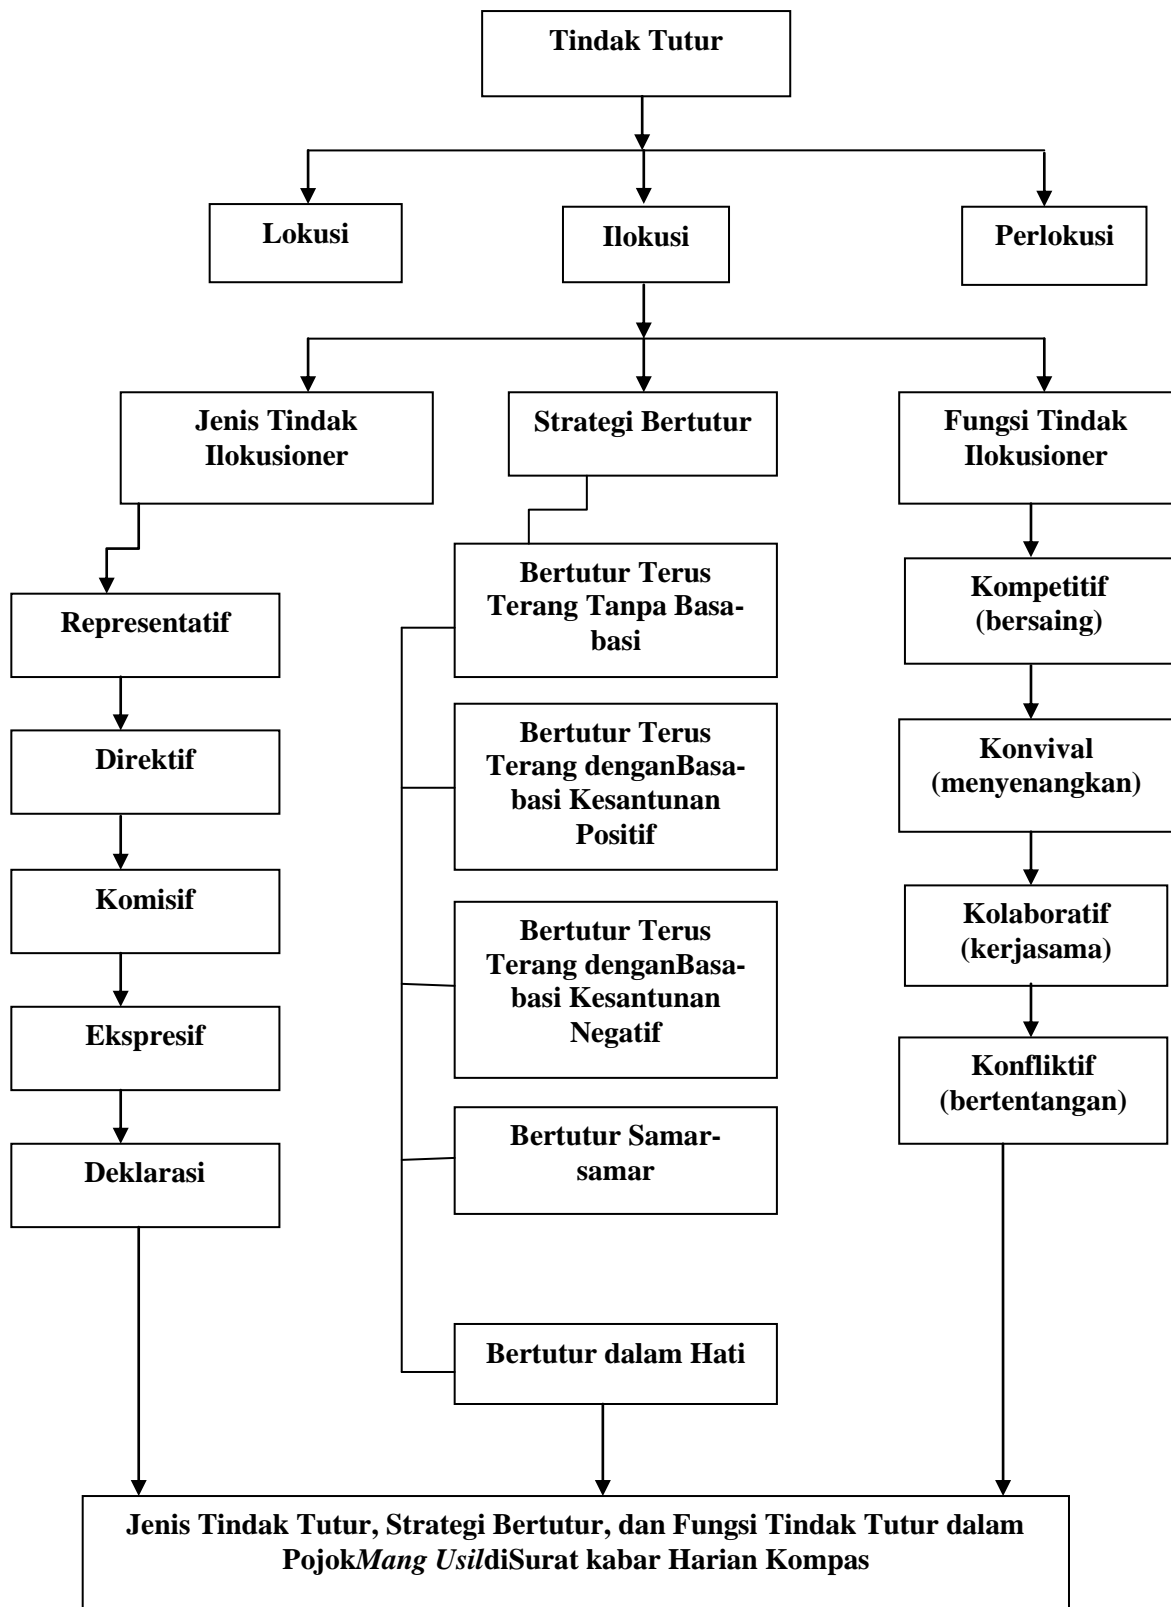 Tindak Tutur
Lokusi
Ilokusi
Perlokusi
Jenis Tindak
Ilokusioner
Strategi Bertutur
Fungsi Tindak
Ilokusioner
Representatif
Direktif
Komisif
Ekspresif
Deklarasi
Bertutur Terus
Terang Tanpa Basa-
basi
Bertutur Terus
Terang denganBasa-
basi Kesantunan
Positif
Bertutur Terus
Terang denganBasa-
basi Kesantunan
Negatif
Bertutur Samar-
samar
Bertutur dalam Hati
Kompetitif
(bersaing)
Konvival
(menyenangkan)
Kolaboratif
(kerjasama)
Konfliktif
(bertentangan)
Jenis Tindak Tutur, Strategi Bertutur, dan Fungsi Tindak Tutur dalam
PojokMang UsildiSurat kabar Harian Kompas